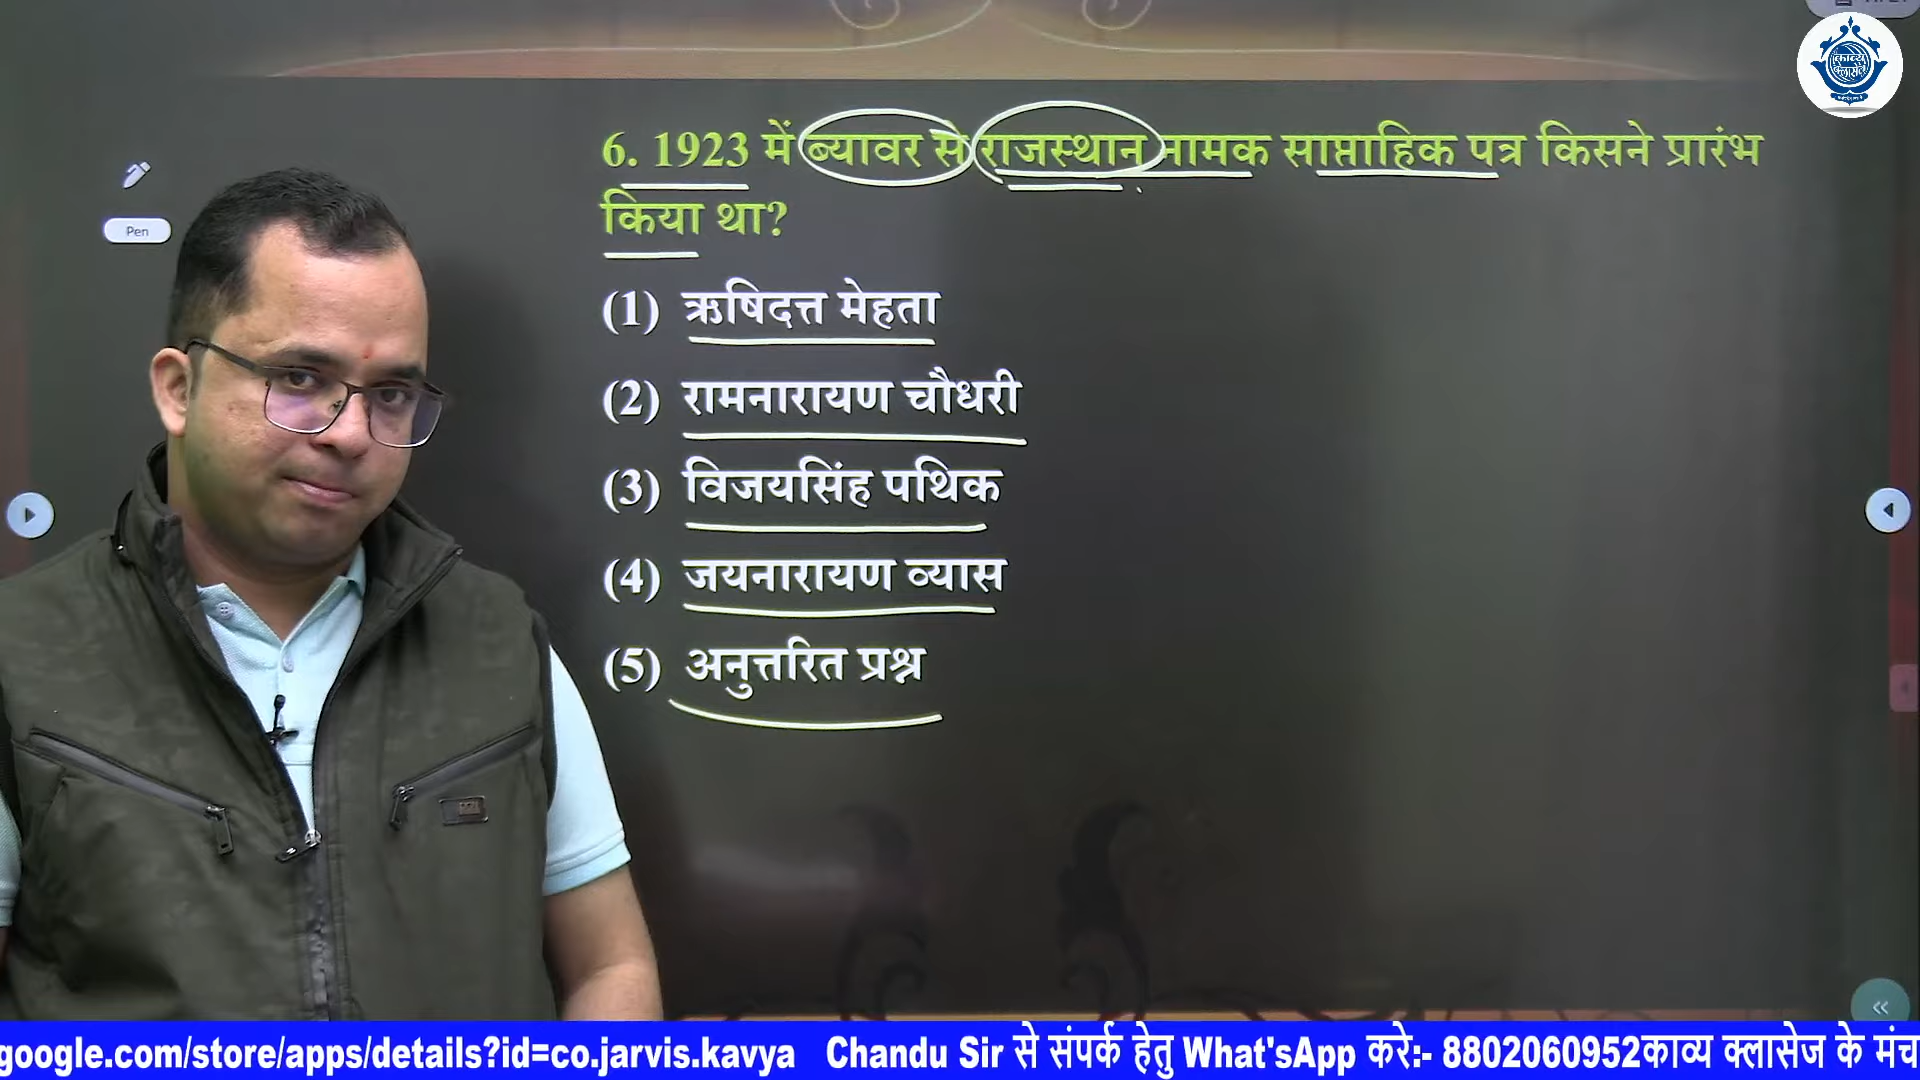 6. 1923 में ब्यावर से राजस्थान नामक साप्ताहिक पत्र किसने प्रारंभ
किया था?
Pen
(1) ऋषिदत्त मेहता
(2) रामनारायण चौधरी
(3) विजयसिंह पथिक
(4) जयनारायण व्यास
(5) अनुत्तरित प्रश्न
काव्य
क्लासेज
google.com/store/apps/details?id=co.jarvis.kavya Chandu Sir से संपर्क हेतु What'sApp करे:- 8802060952काव्य क्लासेज के मंच